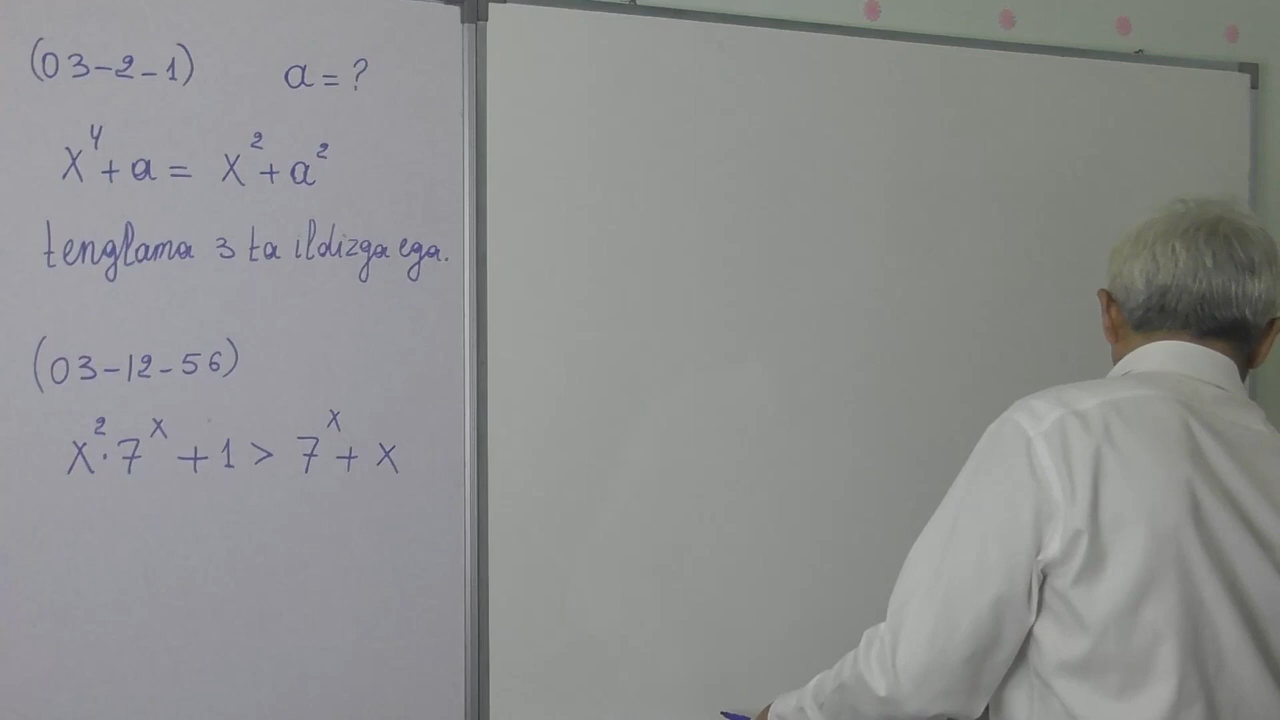 (03-2-1) a = ?
x⁴ + a = x² + a²
tenglama 3 ta ildizga ega.
(03-12-56)
x² · 7ˣ + 1 > 7ˣ + x